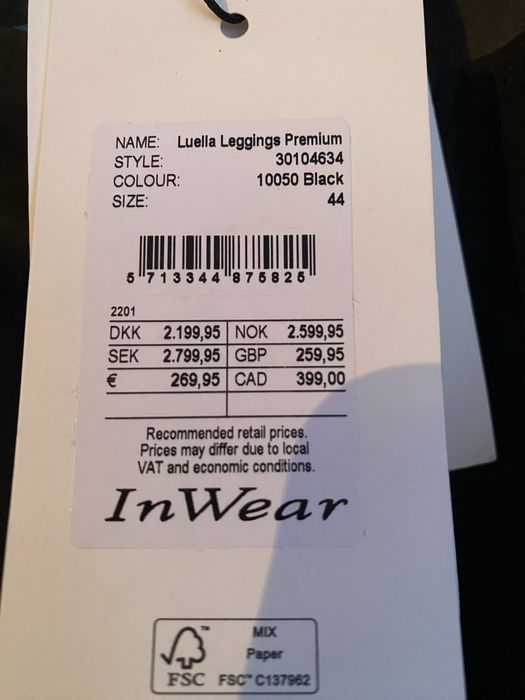 NAME: Luella Leggings Premium
STYLE: 30104634
COLOUR: 10050 Black
SIZE: 44
5 713344 875825
2201
DKK 2.199,95 NOK 2.599,95
SEK 2.799,95 GBP 259,95
€ 269,95 CAD 399,00
Recommended retail prices.
Prices may differ due to local
VAT and economic conditions.
InWear
MIX
Paper
FSC™ FSC™ C137962